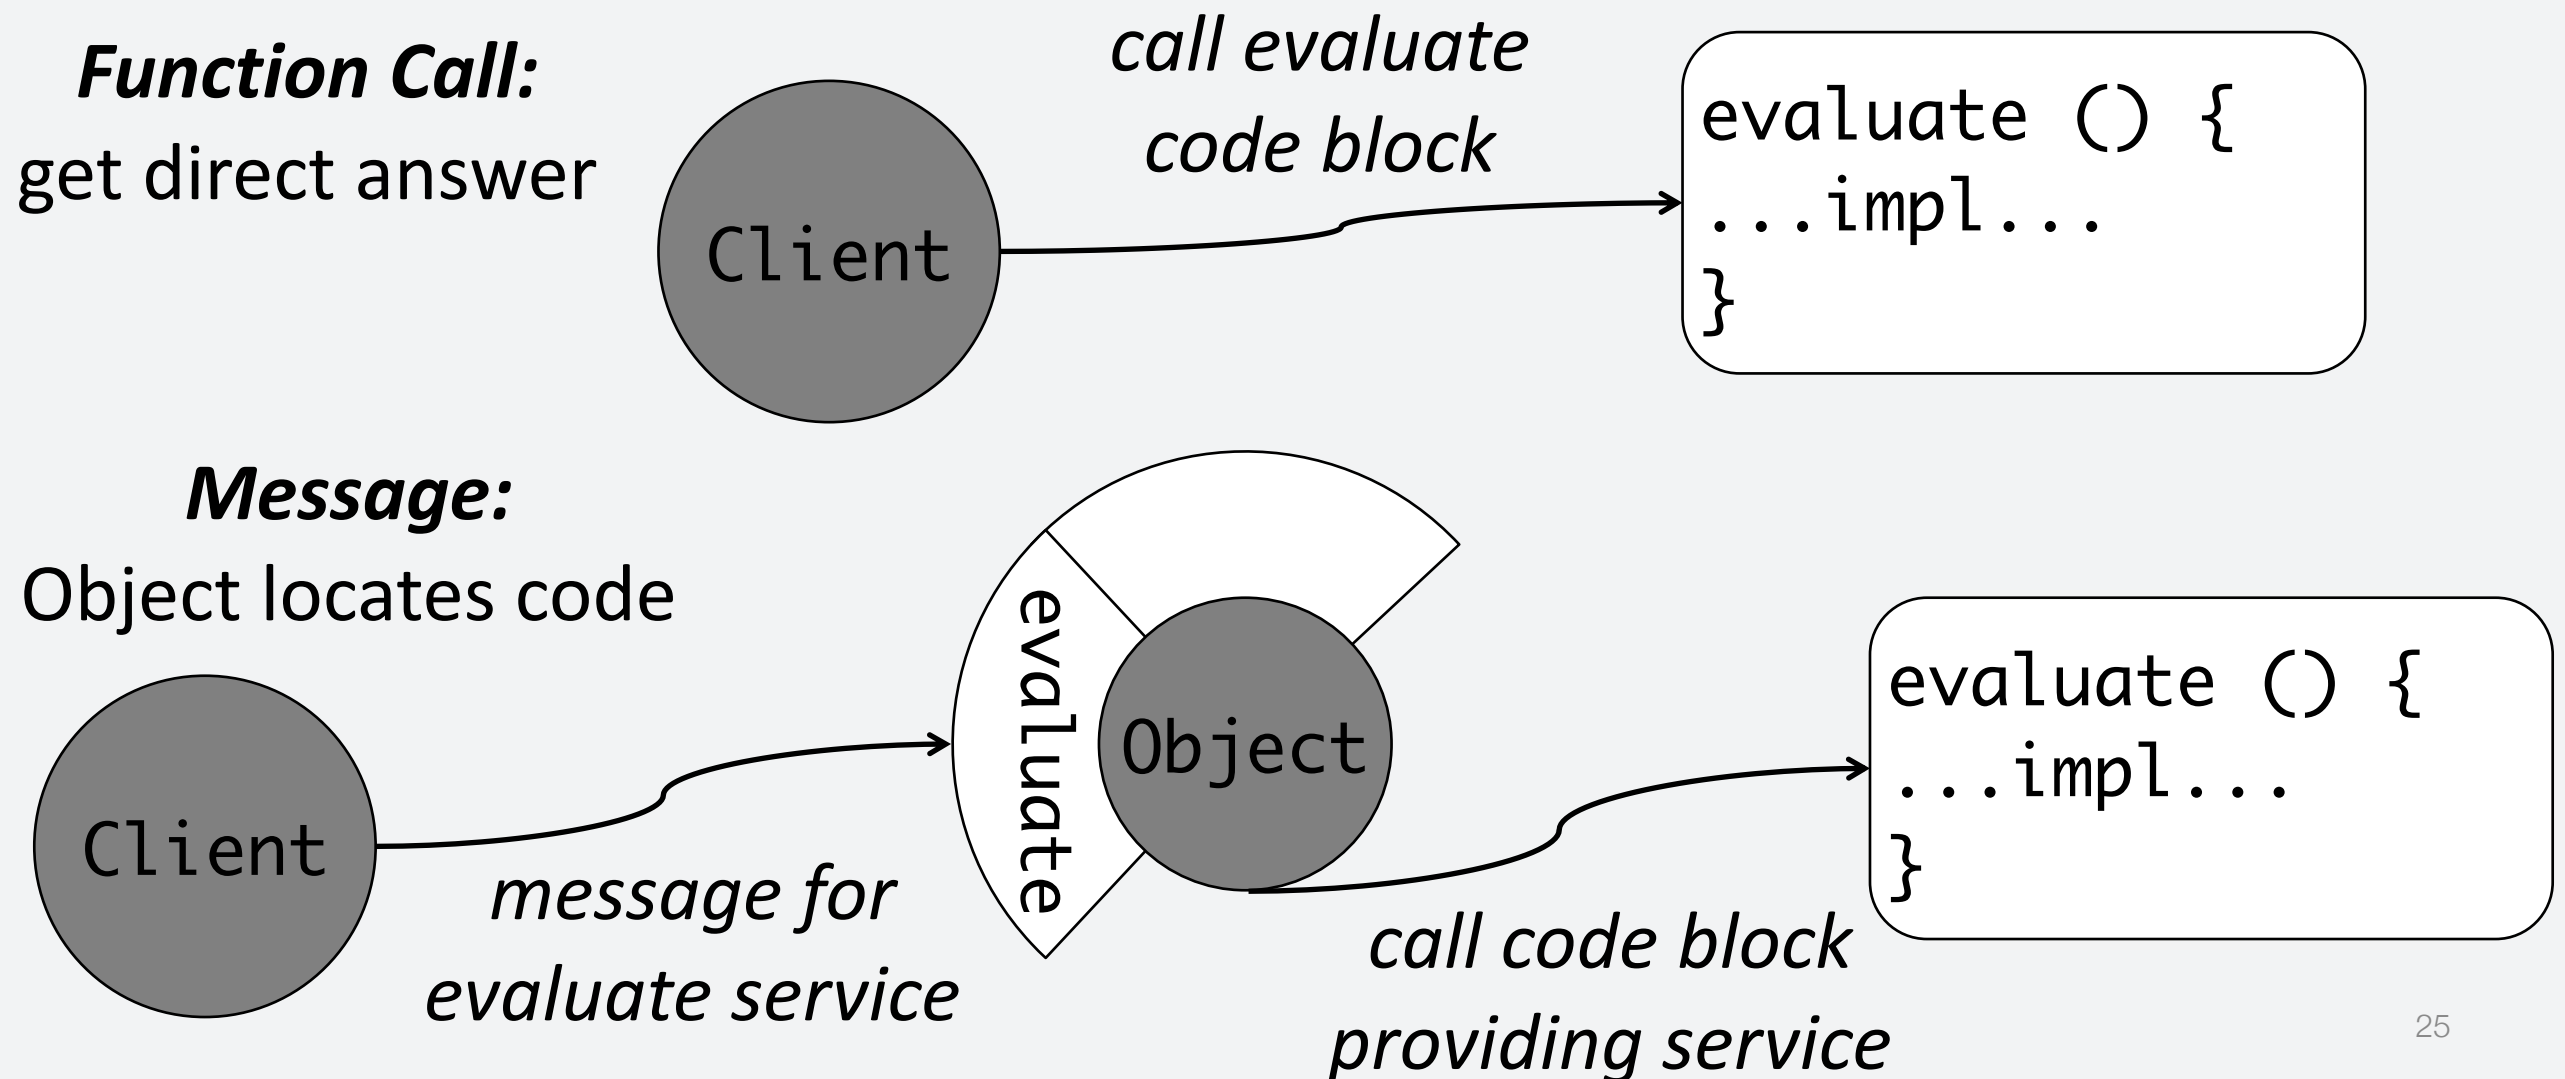 Function Call:
get direct answer
Client
call evaluate
code block
evaluate () {
...impl...
}
Message:
Object locates code
Client
message for
evaluate service
evaluate
Object
call code block
providing service
evaluate () {
...impl...
}
25